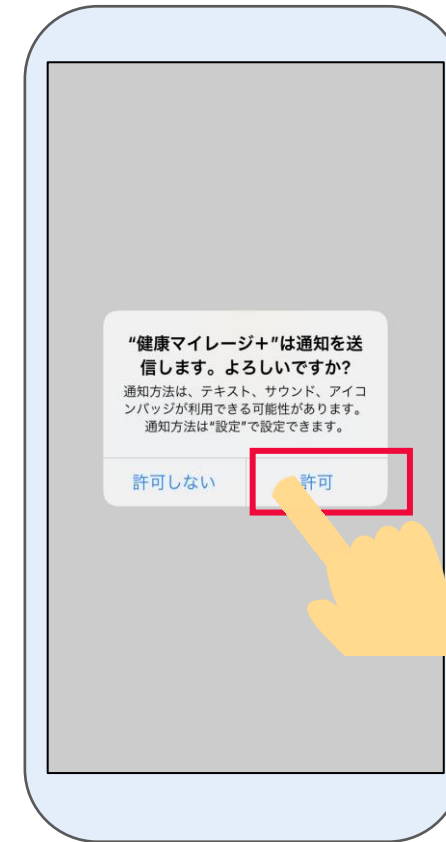 “健康マイレージ＋”は通知を送
信します。よろしいですか?
通知方法は、テキスト、サウンド、アイコ
ンバッジが利用できる可能性があります。
通知方法は“設定”で設定できます。
許可しない
許可